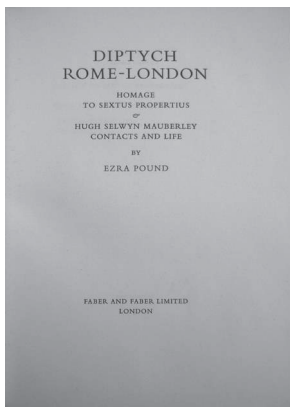 DIPTYCH
ROME-LONDON
HOMAGE
TO SEXTUS PROPERTIUS
&
HUGH SELWYN MAUBERLEY
CONTACTS AND LIFE
BY
EZRA POUND
FABER AND FABER LIMITED
LONDON